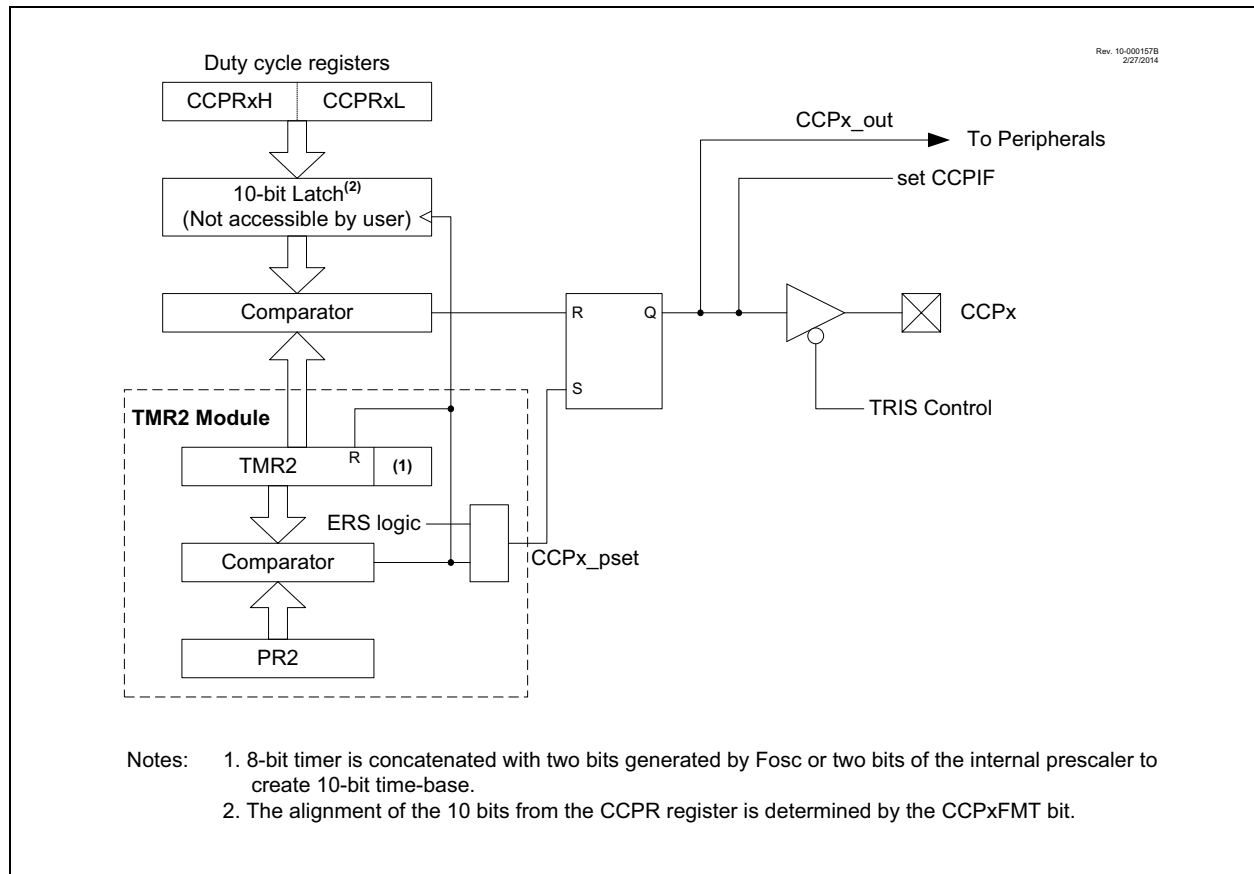 Rev. 10-000157B
2/27/2014
Duty cycle registers
CCPRxH CCPRxL
CCPx_out
To Peripherals
set CCPIF
10-bit Latch(2)
(Not accessible by user)
Comparator
R Q
CCPx
S
TRIS Control
TMR2 Module
TMR2 R (1)
ERS logic
Comparator
CCPx_pset
PR2
Notes: 1. 8-bit timer is concatenated with two bits generated by Fosc or two bits of the internal prescaler to
create 10-bit time-base.
2. The alignment of the 10 bits from the CCPR register is determined by the CCPxFMT bit.